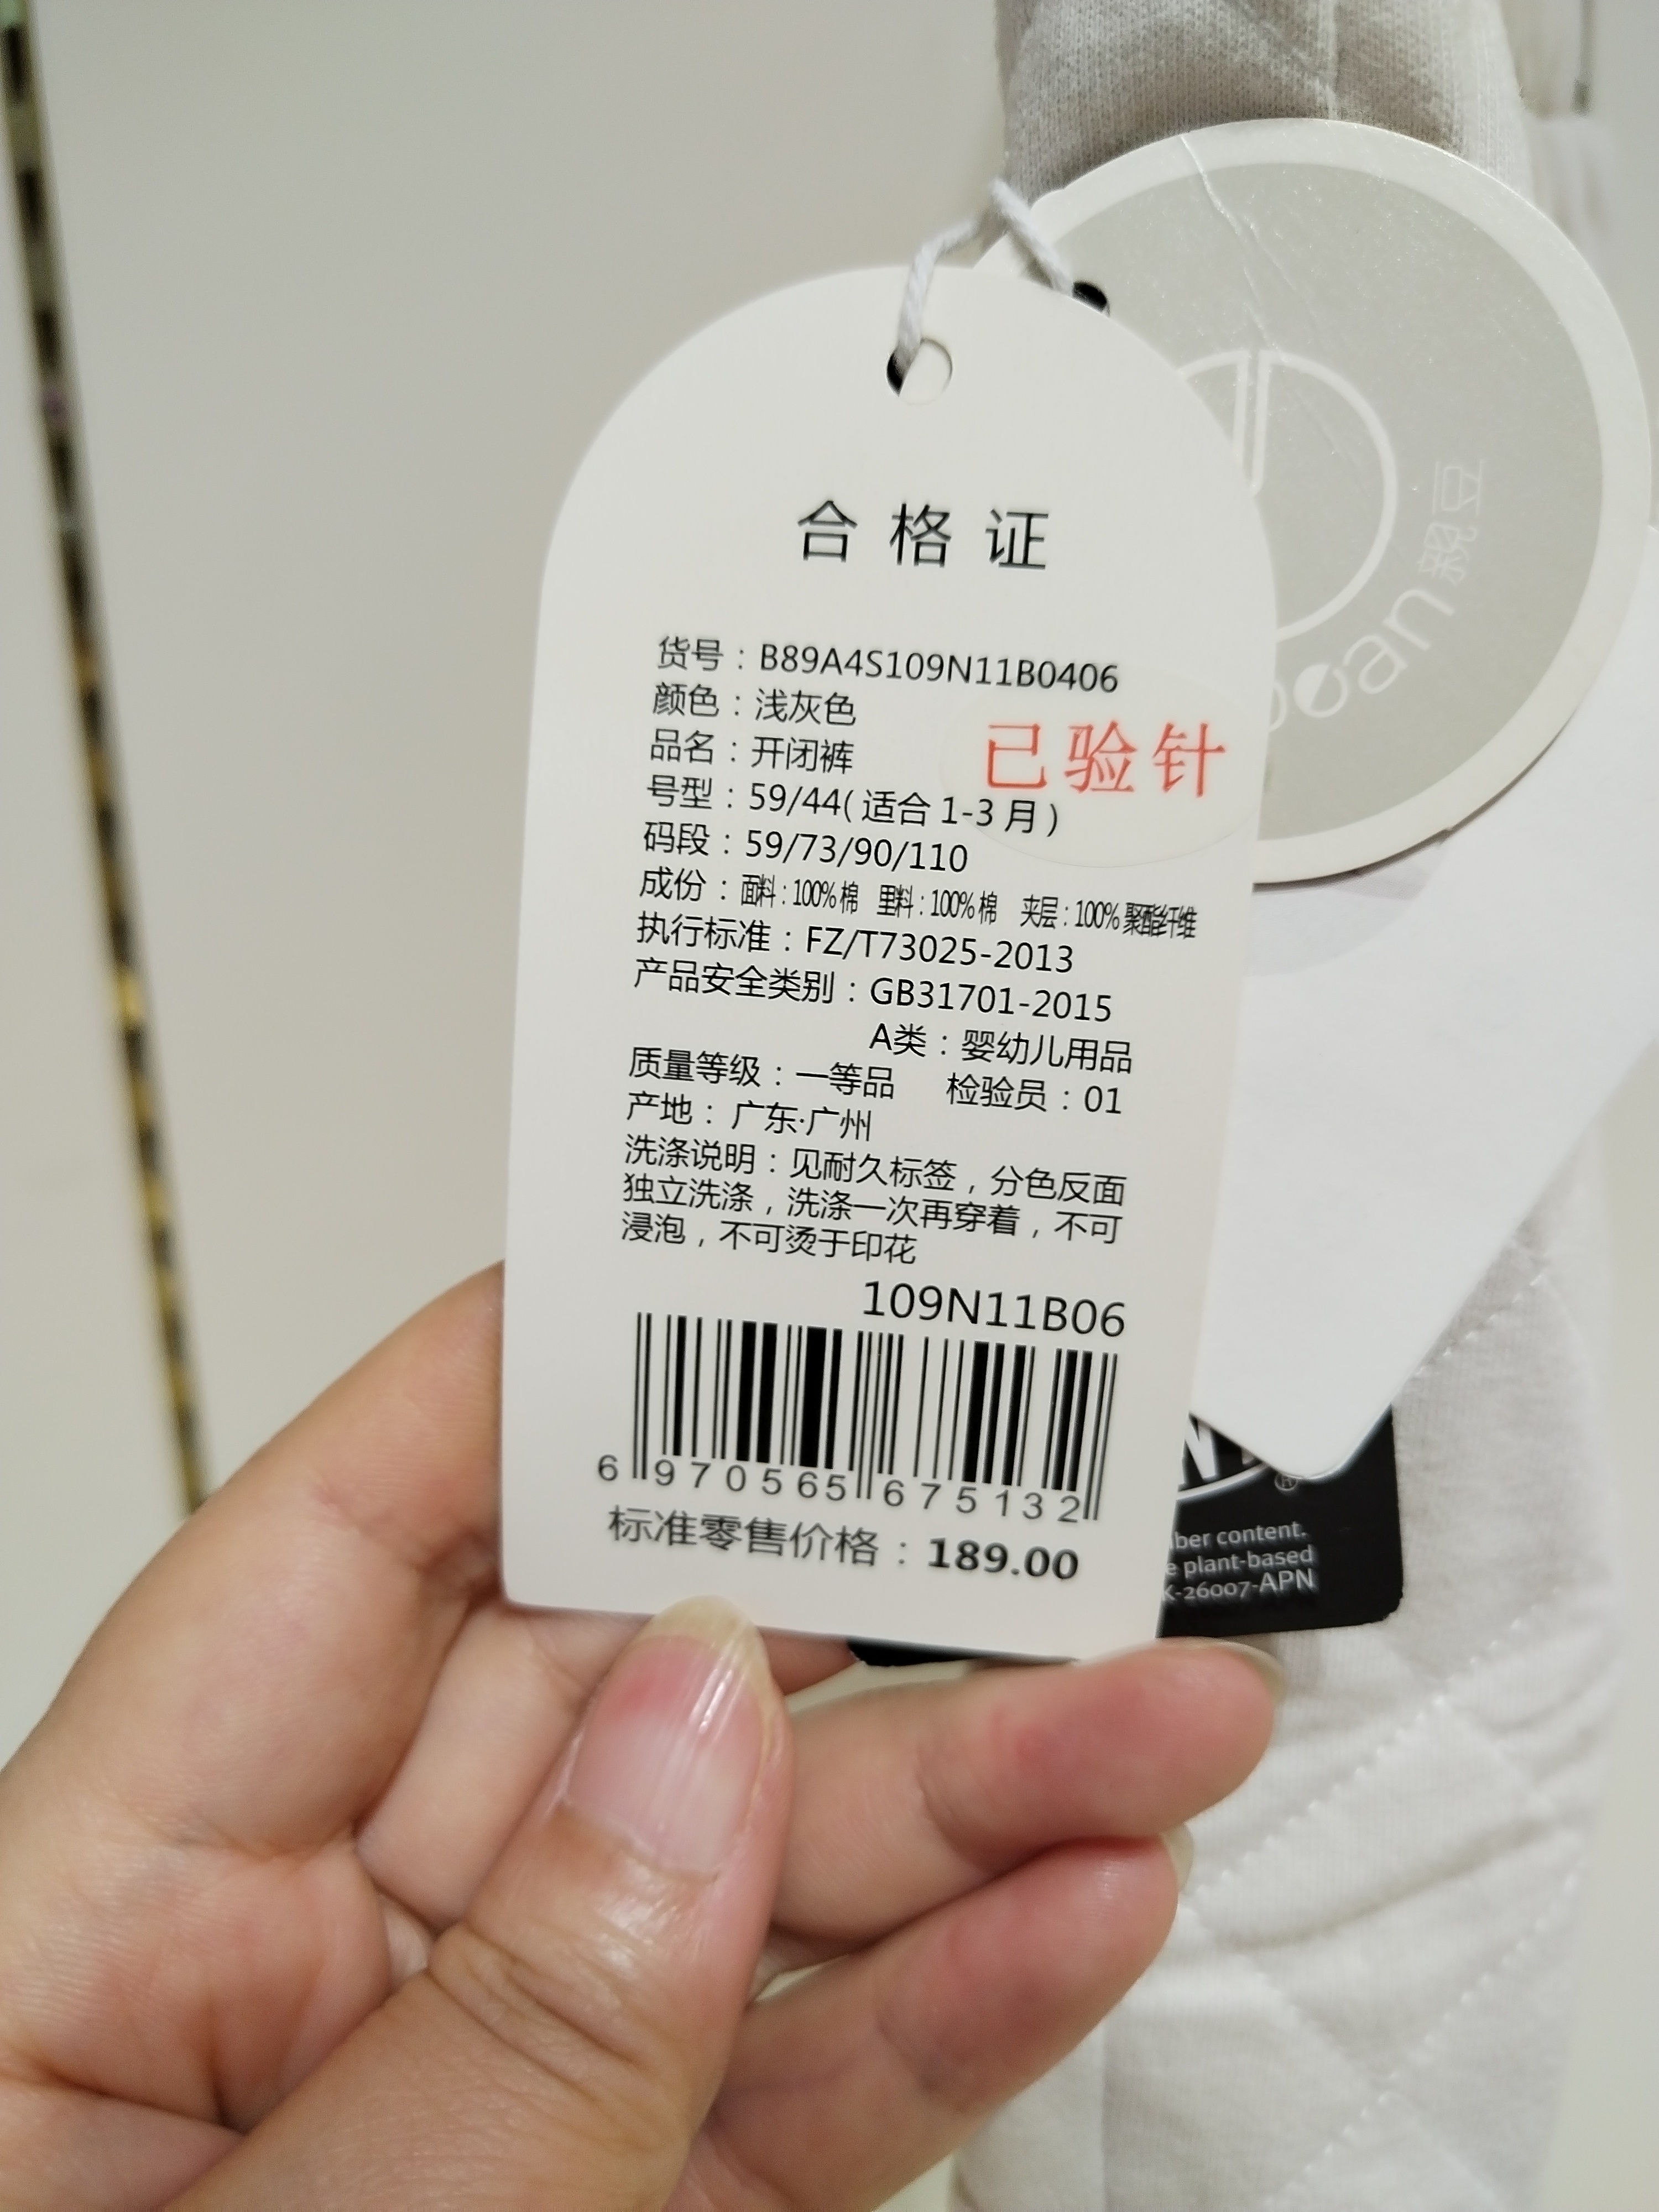 合格证
货号：B89A4S109N11B0406
颜色：浅灰色
品名：开闭裤
已验针
号型：59/44(适合1-3月)
码段：59/73/90/110
成份：面料:100%棉 里料:100%棉 夹层:100%聚酯纤维
执行标准：FZ/T73025-2013
产品安全类别：GB31701-2015
A类：婴幼儿用品
质量等级：一等品 检验员：01
产地：广东·广州
洗涤说明：见耐久标签，分色反面
独立洗涤，洗涤一次再穿着，不可
浸泡，不可烫于印花
109N11B06
6 970565 675132
标准零售价格：189.00
content.
plant-based
-26007-APN